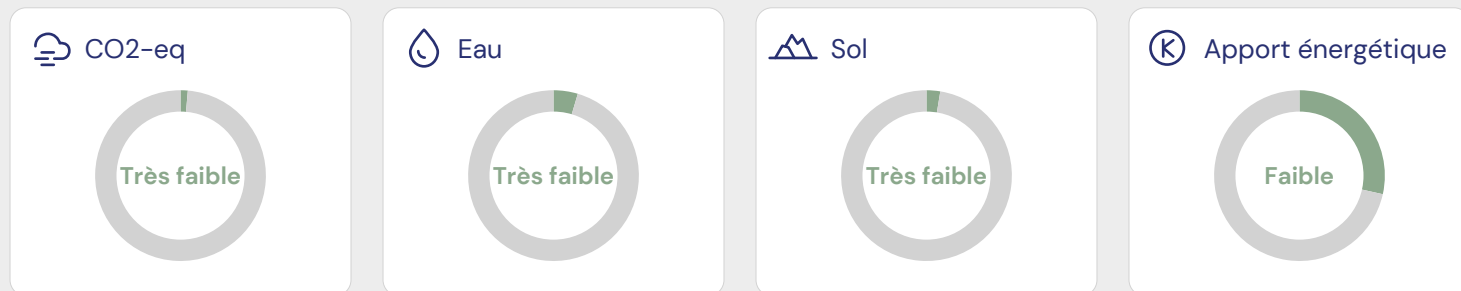 CO2-eq
Très faible
Eau
Très faible
Sol
Très faible
Apport énergétique
Faible